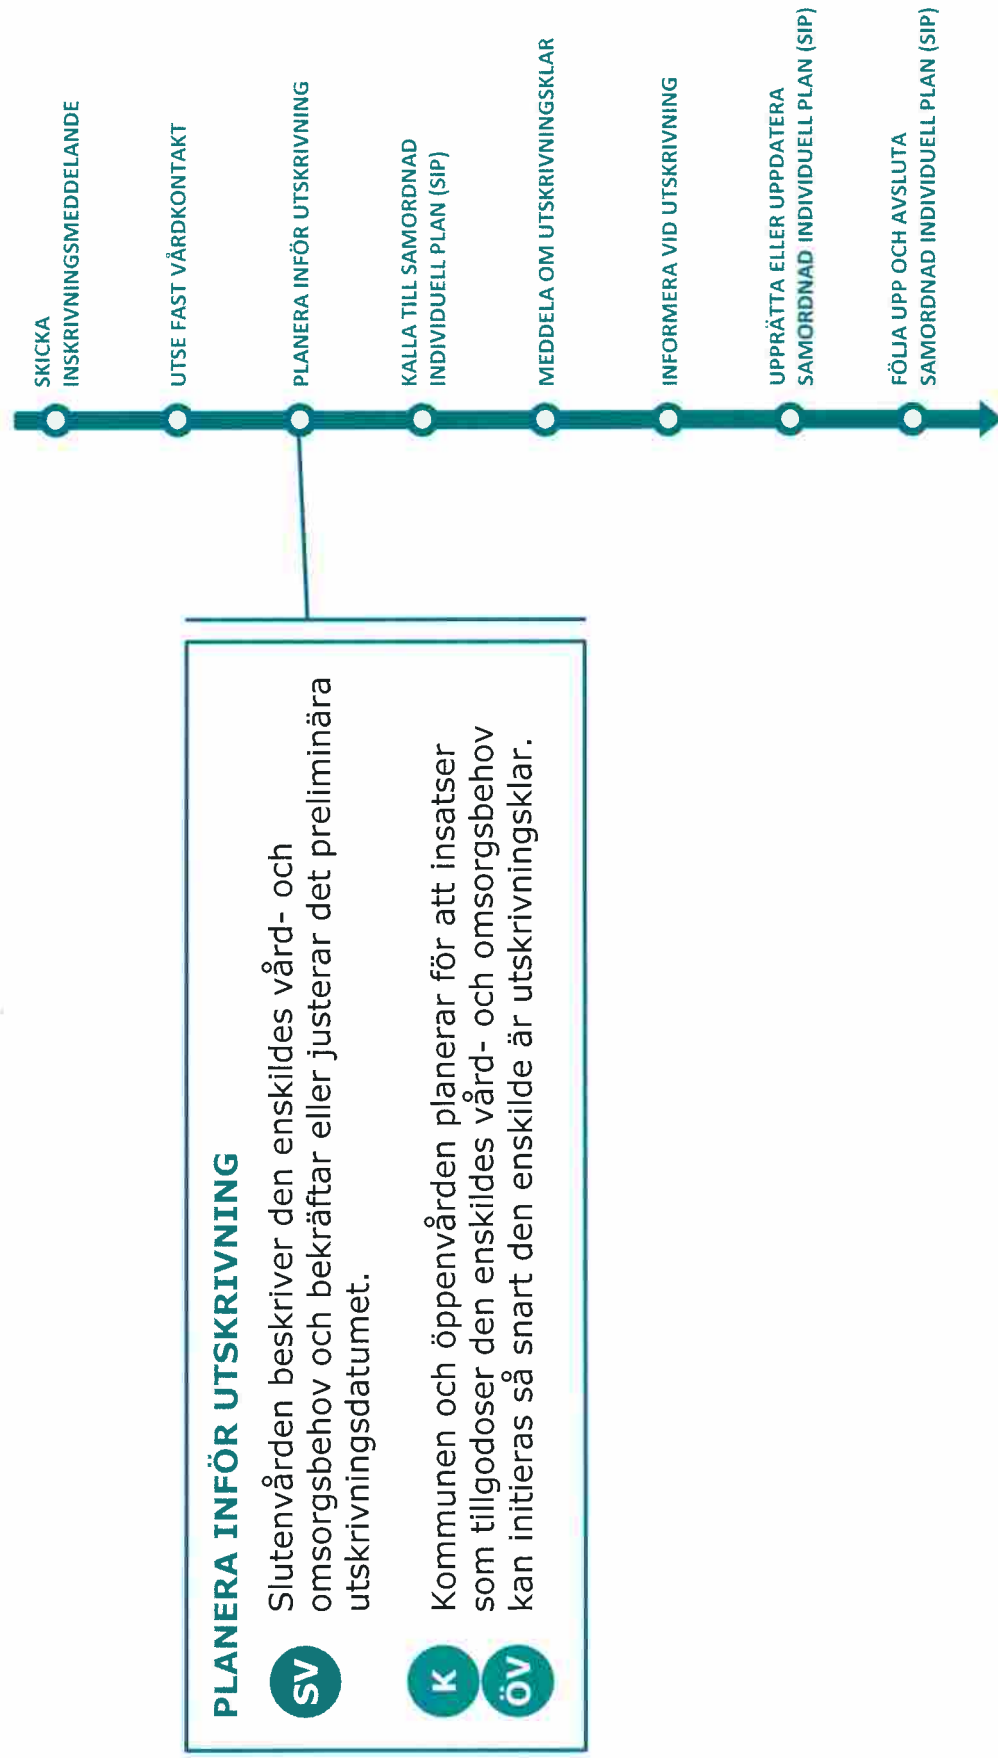 PLANERA INFÖR UTSKRIVNING
SV
Slutenvården beskriver den enskildes vård- och
omsorgsbehov och bekräftar eller justerar det preliminära
utskrivningsdatumet.
K
ÖV
Kommunen och öppenvården planerar för att insatser
som tillgodoser den enskildes vård- och omsorgsbehov
kan initieras så snart den enskilde är utskrivningsklar.
SKICKA
INSKRIVNINGSMEDDELANDE
UTSE FAST VÅRDKONTAKT
PLANERA INFÖR UTSKRIVNING
KALLA TILL SAMORDNAD
INDIVIDUELL PLAN (SIP)
MEDDELA OM UTSKRIVNINGSKLAR
INFORMERA VID UTSKRIVNING
UPPRÄTTA ELLER UPPDATERA
SAMORDNAD INDIVIDUELL PLAN (SIP)
FÖLJA UPP OCH AVSLUTA
SAMORDNAD INDIVIDUELL PLAN (SIP)